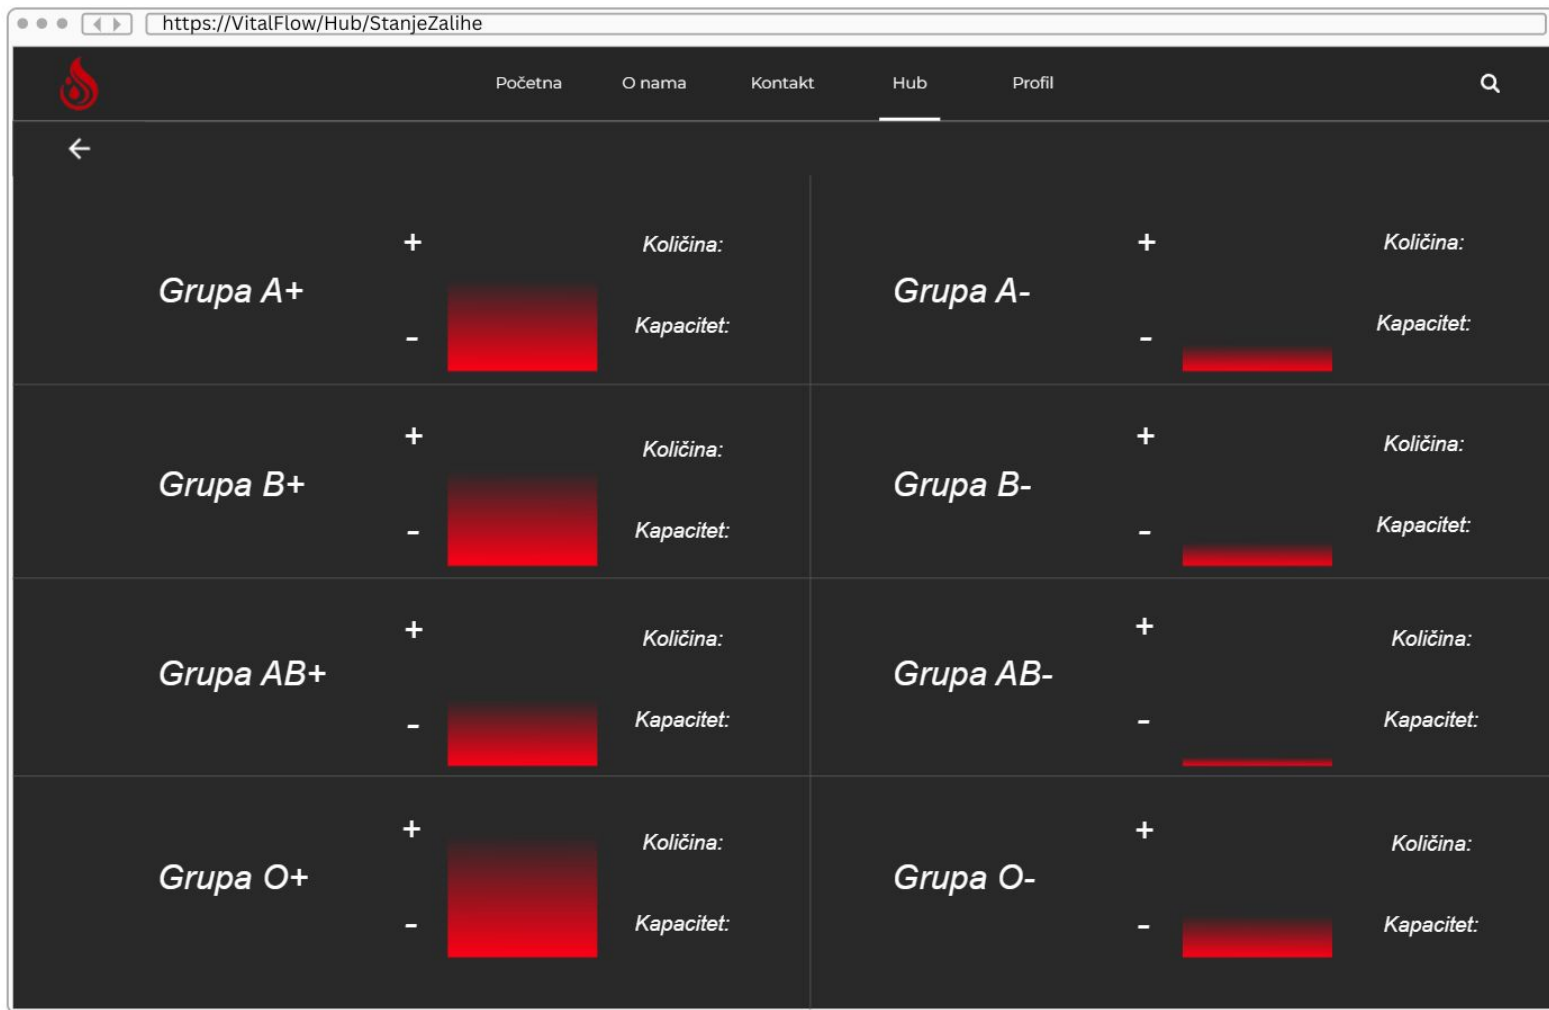 https://VitalFlow/Hub/StanjeZalihe
Početna O nama Kontakt Hub Profil
+ Količina:
Grupa A+
- Kapacitet:
+ Količina:
Grupa A-
- Kapacitet:
+ Količina:
Grupa B+
- Kapacitet:
+ Količina:
Grupa B-
- Kapacitet:
+ Količina:
Grupa AB+
- Kapacitet:
+ Količina:
Grupa AB-
- Kapacitet:
+ Količina:
Grupa O+
- Kapacitet:
+ Količina:
Grupa O-
- Kapacitet: